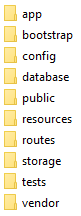 app
bootstrap
config
database
public
resources
routes
storage
tests
vendor